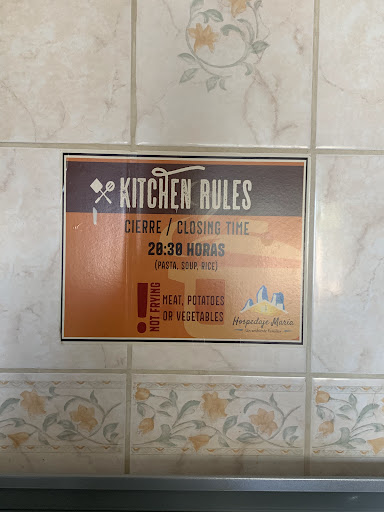 KITCHEN RULES
CIERRE / CLOSING TIME
20:30 HORAS
(PASTA, SOUP, RICE)
! NOT FRYING
MEAT, POTATOES
OR VEGETABLES
Hospedaje Maria